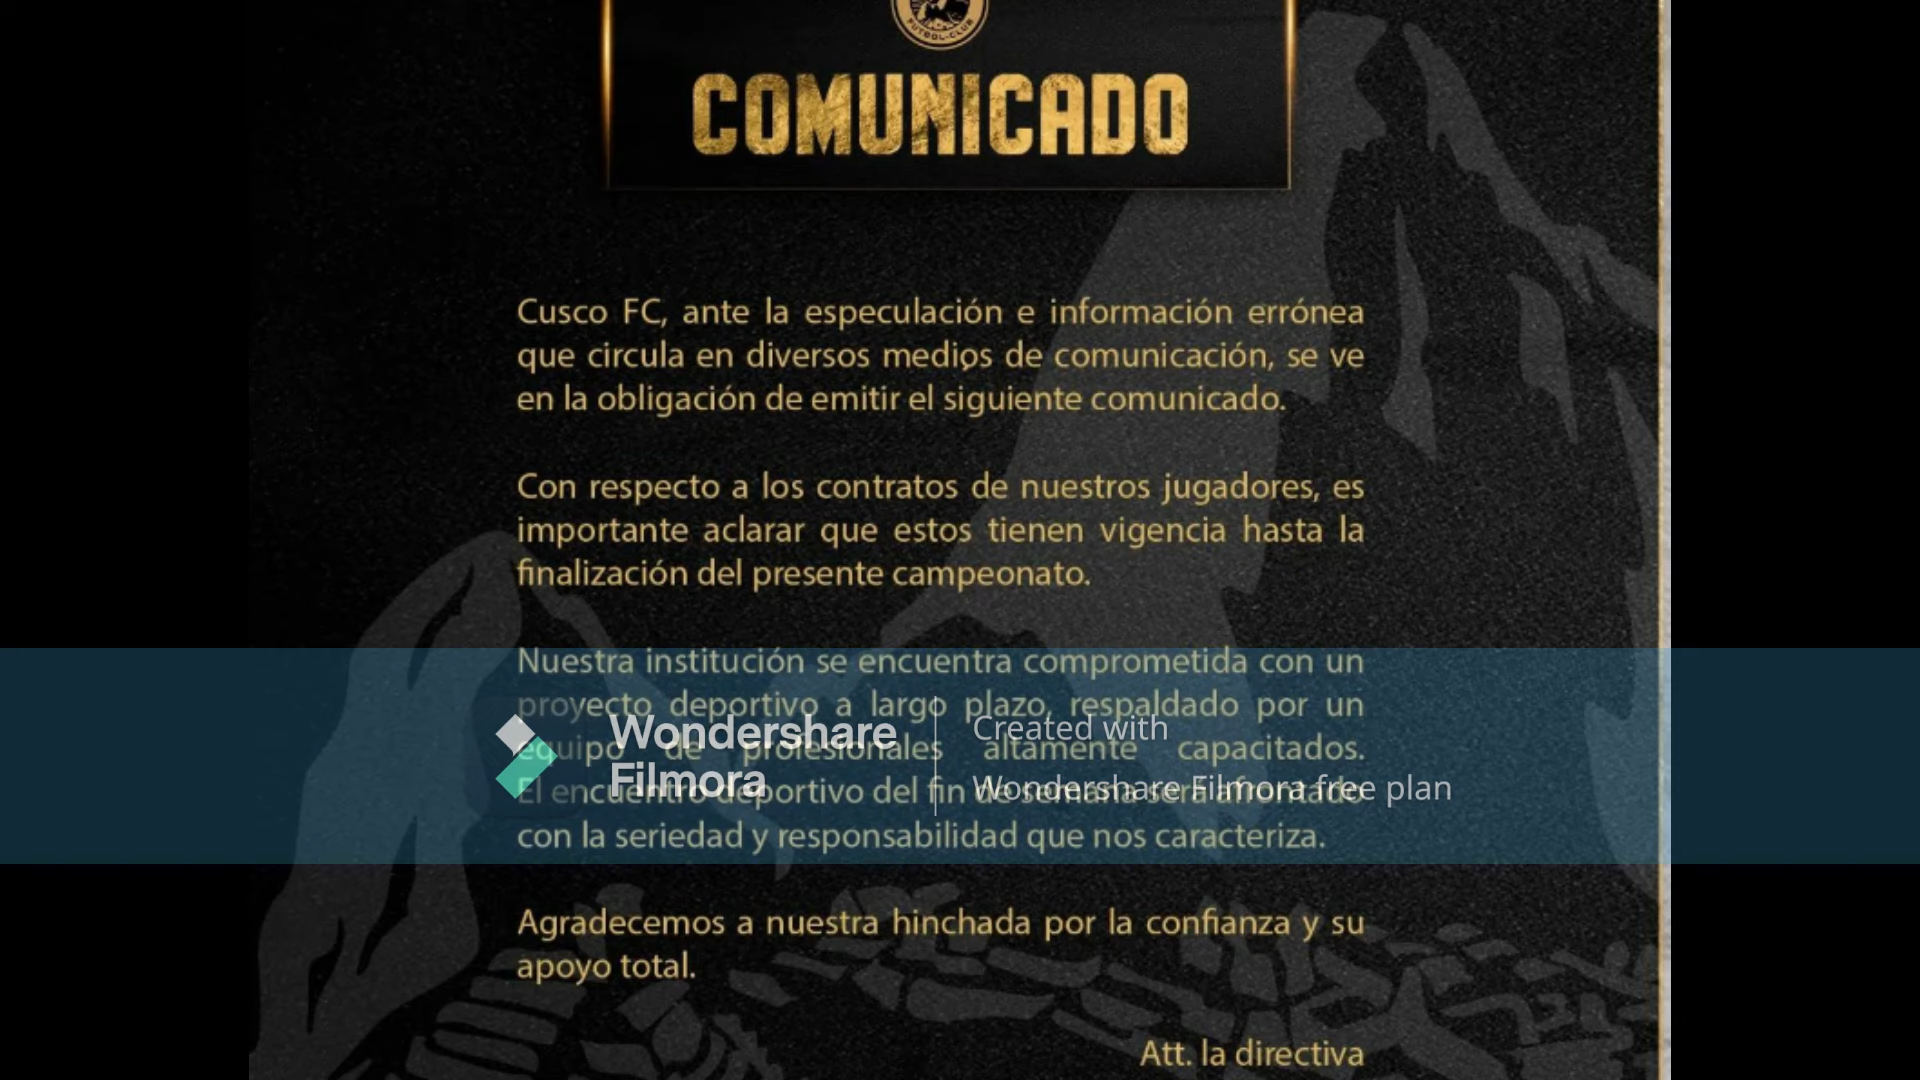 FUTBOL-CLUB
COMUNICADO
Cusco FC, ante la especulación e información errónea
que circula en diversos medios de comunicación, se ve
en la obligación de emitir el siguiente comunicado.
Con respecto a los contratos de nuestros jugadores, es
importante aclarar que estos tienen vigencia hasta la
finalización del presente campeonato.
Nuestra institución se encuentra comprometida con un
proyecto deportivo a largo plazo, respaldado por un
equipo de profesionales altamente capacitados.
El encuentro deportivo del fin de semana será afrontado
con la seriedad y responsabilidad que nos caracteriza.
Wondershare
Filmora
Created with
Wondershare Filmora free plan
Agradecemos a nuestra hinchada por la confianza y su
apoyo total.
Att. la directiva